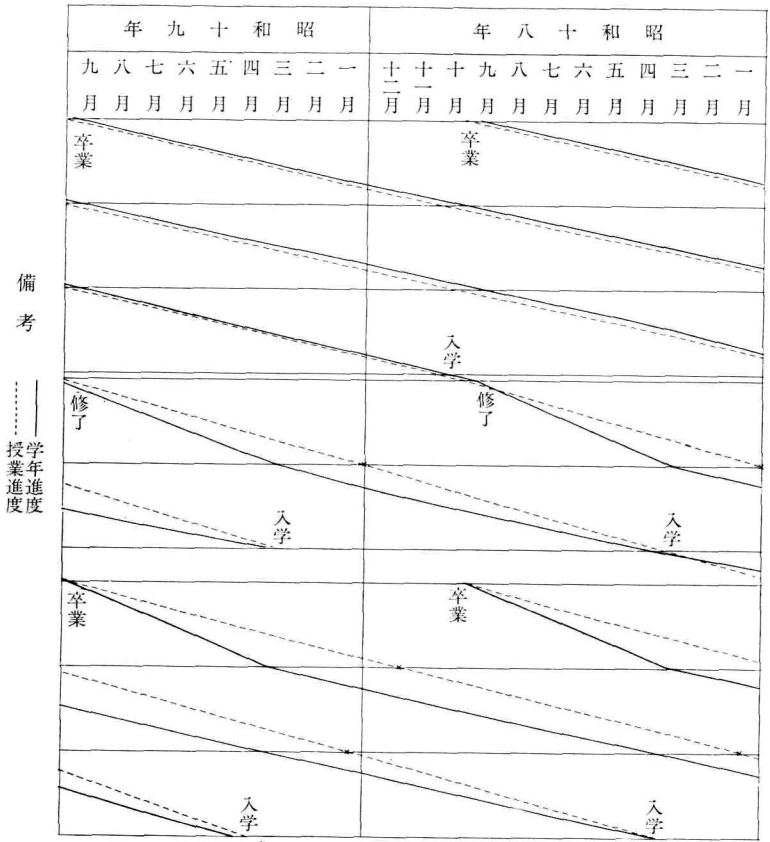 昭和十八年
昭和十九年
一月
二月
三月
四月
五月
六月
七月
八月
九月
十月
十一月
十二月
一月
二月
三月
四月
五月
六月
七月
八月
九月
卒業
卒業
入学
修了
修了
入学
入学
卒業
卒業
入学
入学
備考
学年進度
授業進度